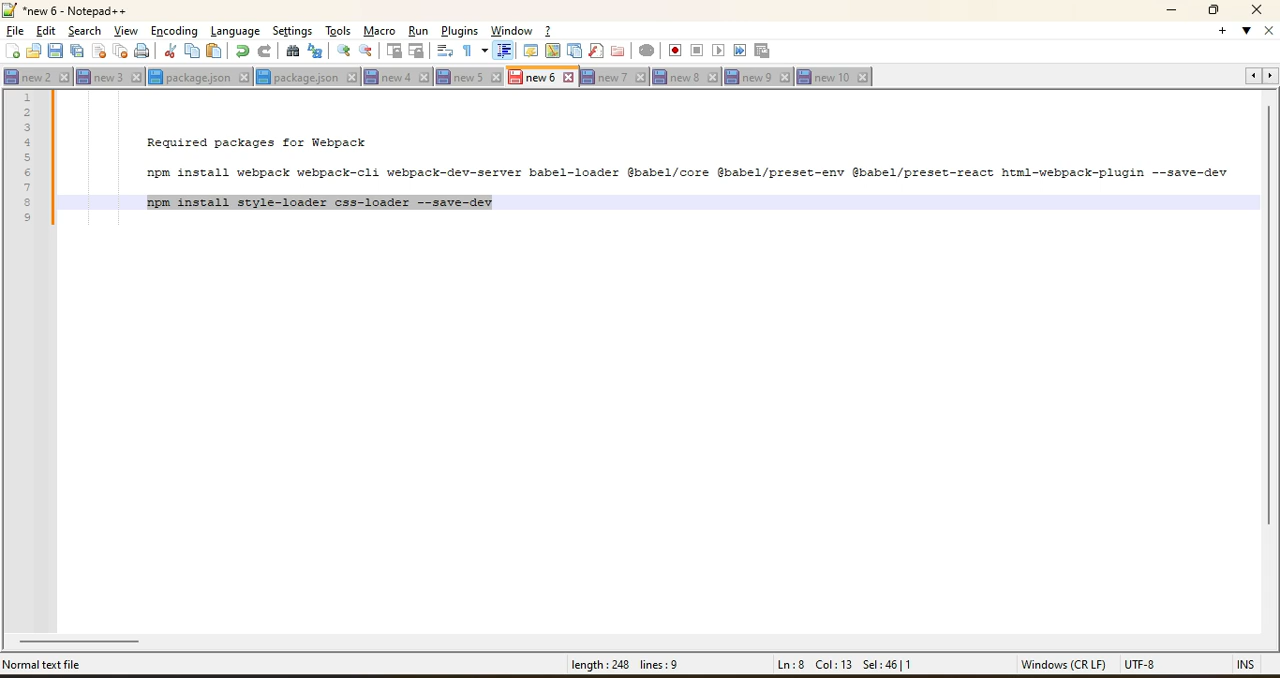 *new 6 - Notepad++
File Edit Search View Encoding Language Settings Tools Macro Run Plugins Window ?
new 2 new 3 package.json package.json new 4 new 5 new 6 new 7 new 8 new 9 new 10
1
2
3
4 Required packages for Webpack
5
6 npm install webpack webpack-cli webpack-dev-server babel-loader @babel/core @babel/preset-env @babel/preset-react html-webpack-plugin --save-dev
7
8 npm install style-loader css-loader --save-dev
9
Normal text file length : 248 lines : 9 Ln : 8 Col : 13 Sel : 46 | 1 Windows (CR LF) UTF-8 INS